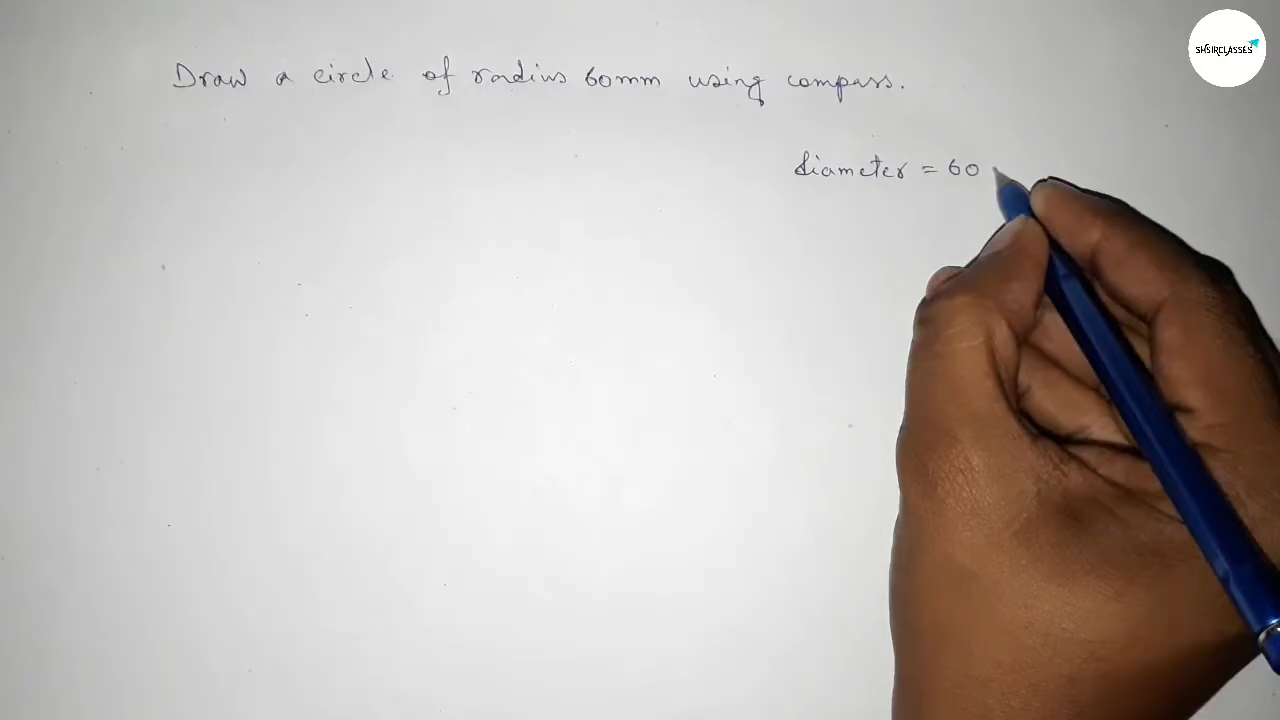 SHSIRCLASSES
Draw a circle of radius 60mm using compass.
diameter = 60